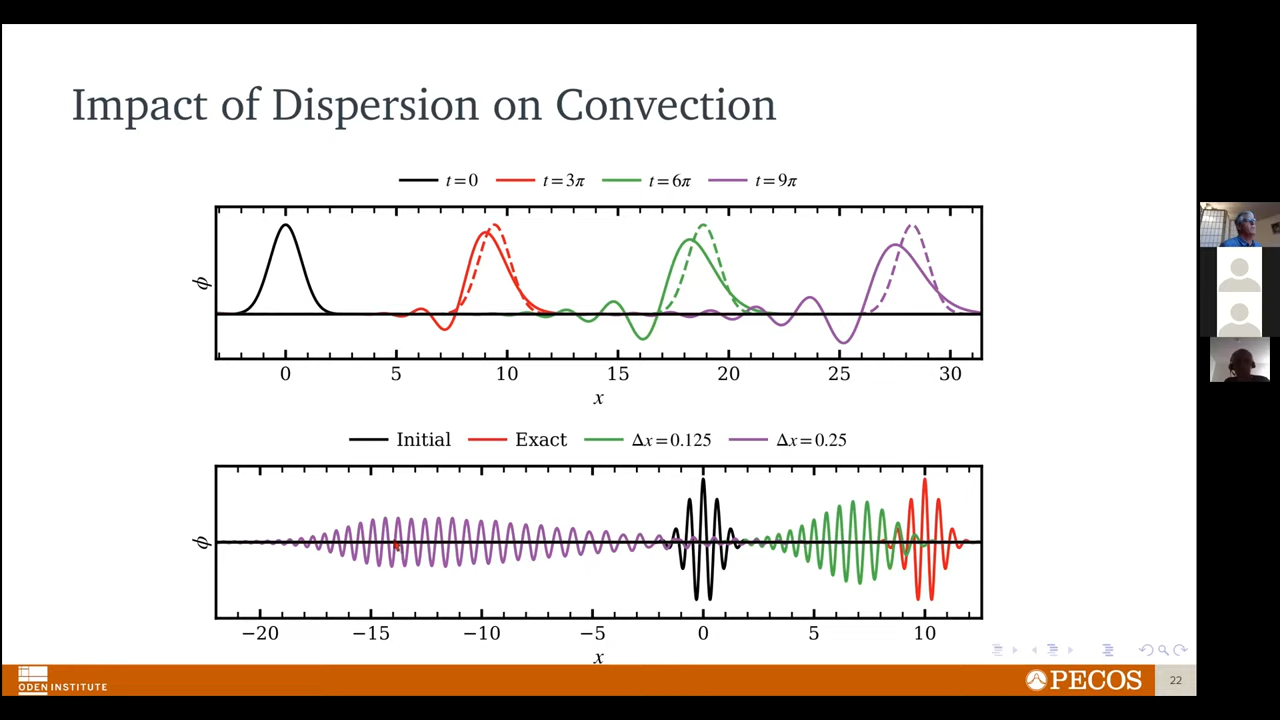 Impact of Dispersion on Convection
t=0 t=3π t=6π t=9π
ϕ
0 5 10 15 20 25 30
x
Initial Exact Δx=0.125 Δx=0.25
ϕ
−20 −15 −10 −5 0 5 10
x
ODEN INSTITUTE PECOS 22